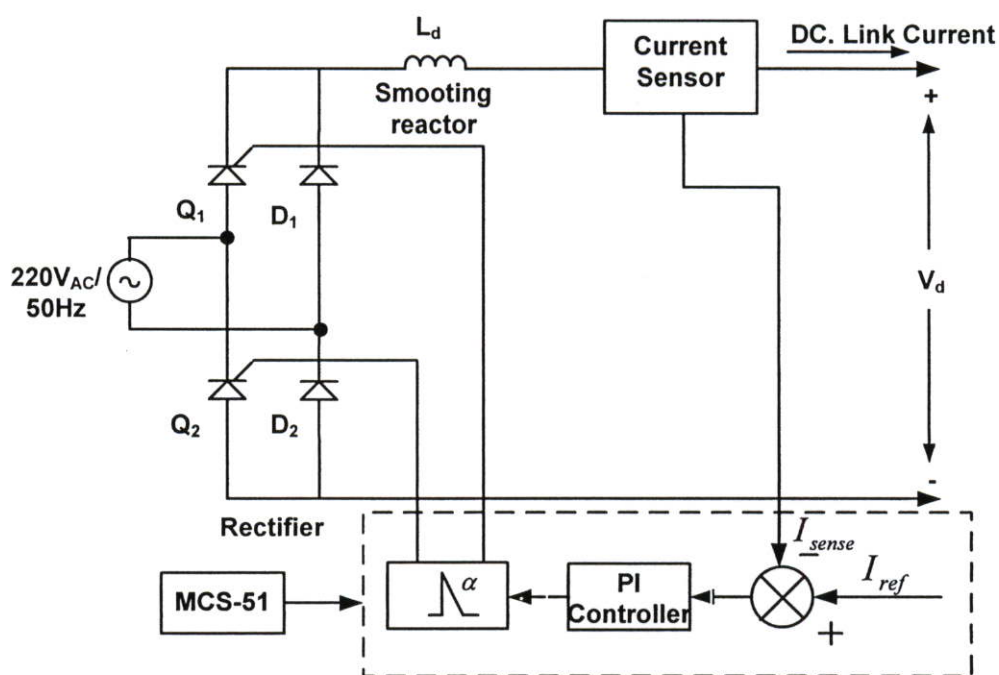 L_d
Current
Sensor
DC. Link Current
Smooting
reactor
+
Q_1
D_1
220V_AC/
50Hz
V_d
Q_2
D_2
-
Rectifier
I_sense
I_ref
MCS-51
α
PI
Controller
-
+